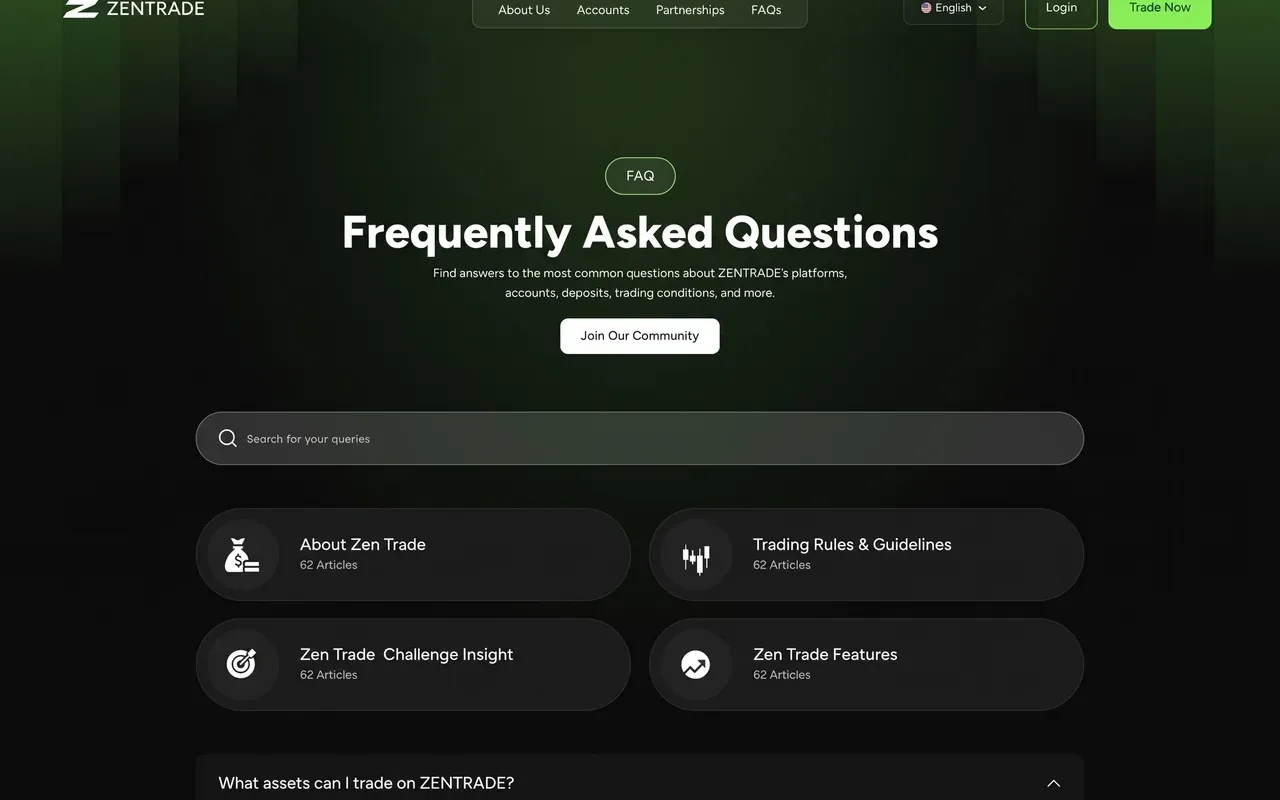 ZENTRADE
About Us
Accounts
Partnerships
FAQs
English
Login
Trade Now
FAQ
Frequently Asked Questions
Find answers to the most common questions about ZENTRADE's platforms,
accounts, deposits, trading conditions, and more.
Join Our Community
Search for your queries
About Zen Trade
62 Articles
Trading Rules & Guidelines
62 Articles
Zen Trade  Challenge Insight
62 Articles
Zen Trade Features
62 Articles
What assets can I trade on ZENTRADE?